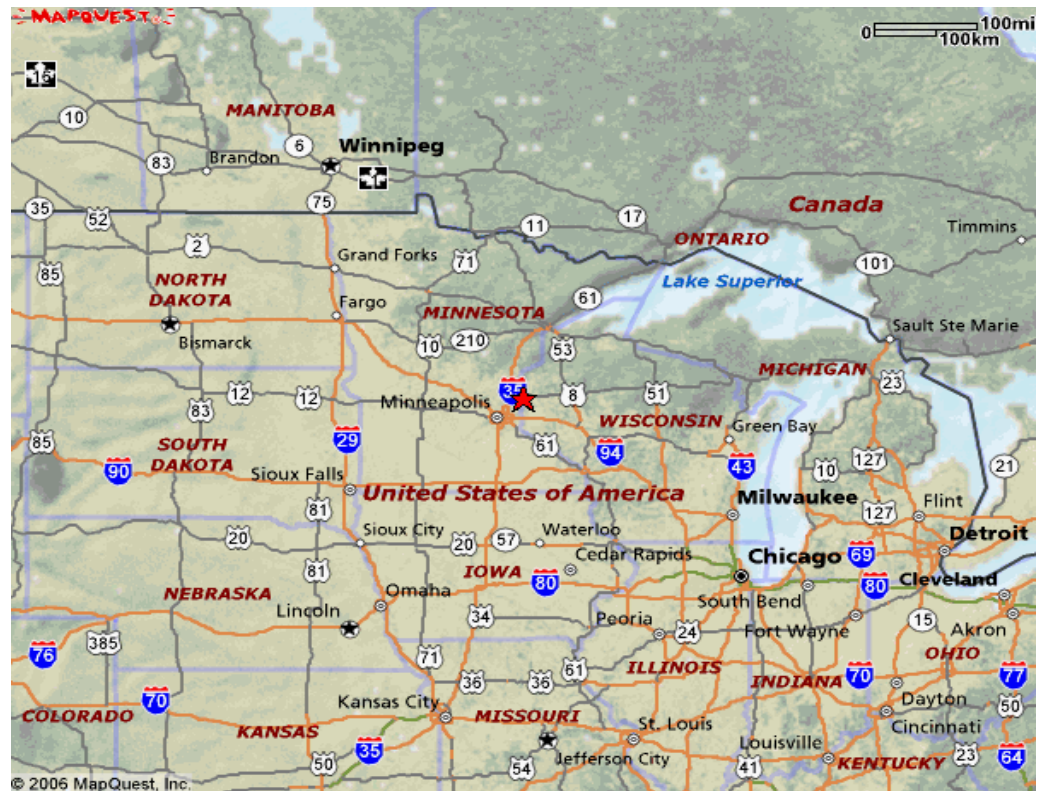 MAPQUEST
100mi
0
100km
16
MANITOBA
10
6
Winnipeg
83
Brandon
1
Canada
75
35
52
17
11
Timmins
ONTARIO
2
Grand Forks
71
101
85
NORTH
DAKOTA
Lake Superior
61
Fargo
MINNESOTA
Sault Ste Marie
Bismarck
10
210
53
MICHIGAN
23
12
12
35
8
51
83
Minneapolis
WISCONSIN
Green Bay
85
SOUTH
DAKOTA
29
61
94
127
90
43
10
21
Sioux Falls
United States of America
Milwaukee
Flint
81
127
Sioux City
Waterloo
Detroit
20
20
57
Cedar Rapids
Chicago
69
81
IOWA
80
80
Cleveland
NEBRASKA
Omaha
South Bend
Lincoln
34
Peoria
24
Fort Wayne
15
Akron
385
76
71
61
ILLINOIS
OHIO
36
36
INDIANA
70
77
70
Kansas City
Dayton
50
COLORADO
MISSOURI
St. Louis
Cincinnati
KANSAS
35
Louisville
Jefferson City
23
64
50
54
41
KENTUCKY
© 2006 MapQuest, Inc.